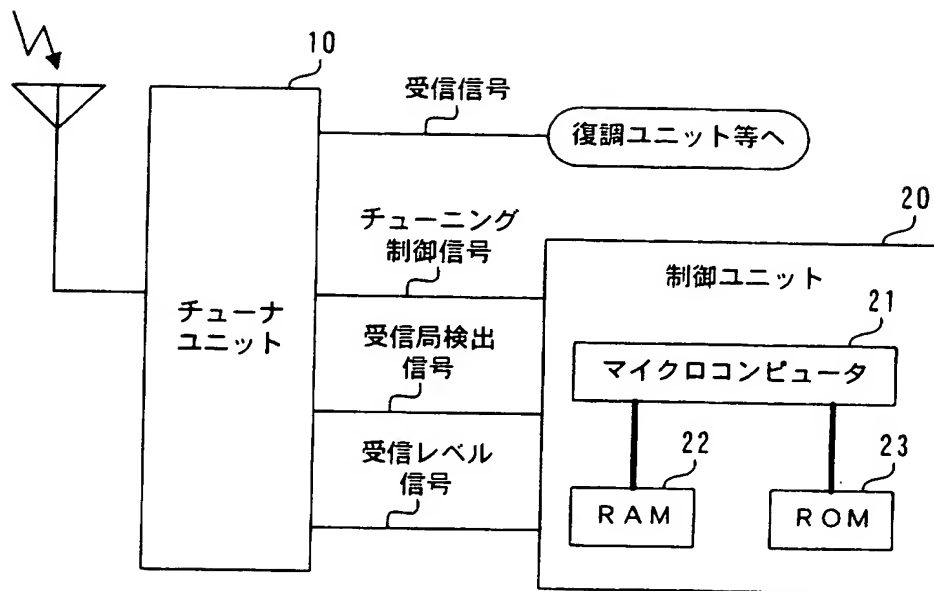 10
受信信号
復調ユニット等へ
チューニング
制御信号
20
制御ユニット
チューナ
ユニット
21
受信局検出
信号
マイクロコンピュータ
受信レベル
信号
22
23
RAM
ROM